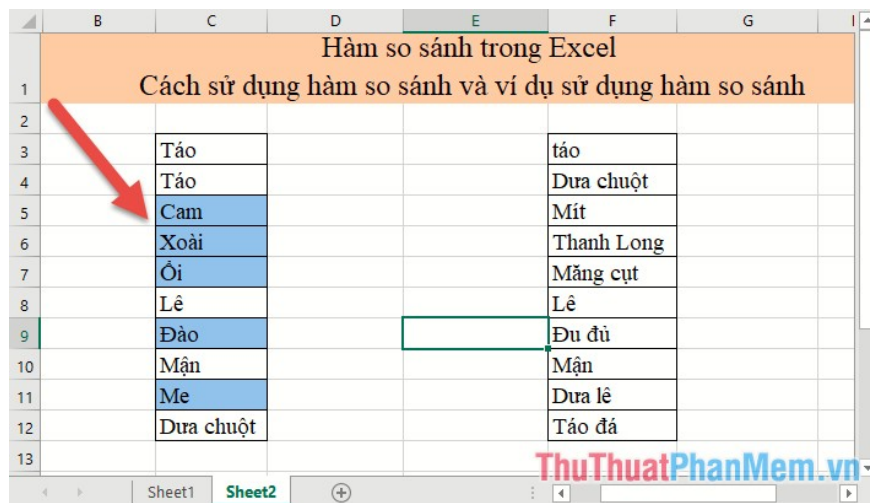 B C D E F G I
1 Hàm so sánh trong Excel
Cách sử dụng hàm so sánh và ví dụ sử dụng hàm so sánh
2
3 Táo táo
4 Táo Dưa chuột
5 Cam Mít
6 Xoài Thanh Long
7 Ổi Măng cụt
8 Lê Lê
9 Đào Đu đủ
10 Mận Mận
11 Me Dưa lê
12 Dưa chuột Táo đá
13
ThuThuatPhanMem.vn
Sheet1 Sheet2